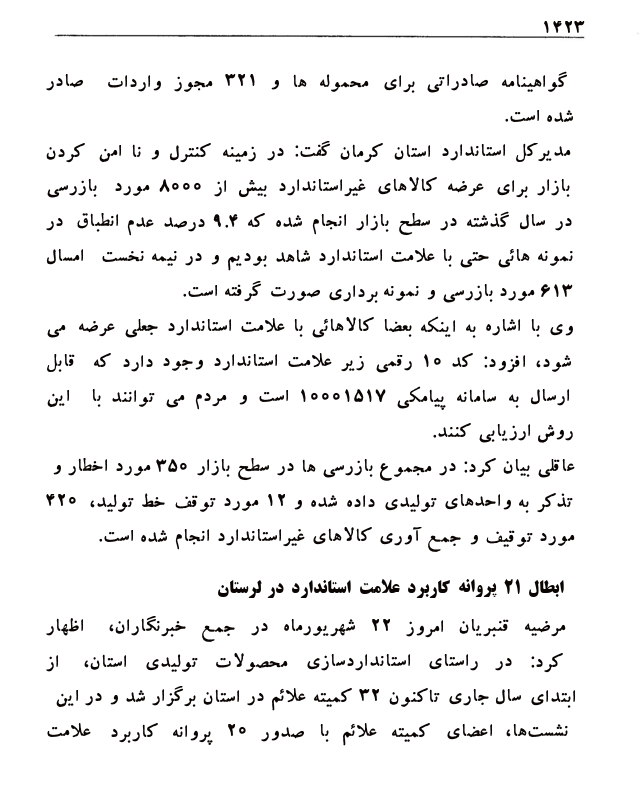 ۱۴۲۳
گواهینامه صادراتی برای محموله ها و ۳۲۱ مجوز واردات صادر
شده است.
مدیرکل استاندارد استان کرمان گفت: در زمینه کنترل و نا امن کردن
بازار برای عرضه کالاهای غیراستاندارد بیش از ۸۰۰۰ مورد بازرسی
در سال گذشته در سطح بازار انجام شده که ۹.۴ درصد عدم انطباق در
نمونه هائی حتی با علامت استاندارد شاهد بودیم و در نیمه نخست امسال
۶۱۳ مورد بازرسی و نمونه برداری صورت گرفته است.
وی با اشاره به اینکه بعضا کالاهائی با علامت استاندارد جعلی عرضه می
شود، افزود: کد ۱۰ رقمی زیر علامت استاندارد وجود دارد که قابل
ارسال به سامانه پیامکی ۱۰۰۰۱۵۱۷ است و مردم می توانند با این
روش ارزیابی کنند.
عاقلی بیان کرد: در مجموع بازرسی ها در سطح بازار ۳۵۰ مورد اخطار و
تذکر به واحدهای تولیدی داده شده و ۱۲ مورد توقف خط تولید، ۴۲۰
مورد توقیف و جمع آوری کالاهای غیراستاندارد انجام شده است.
ابطال ۲۱ پروانه کاربرد علامت استاندارد در لرستان
مرضیه قنبریان امروز ۲۲ شهریورماه در جمع خبرنگاران، اظهار
کرد: در راستای استانداردسازی محصولات تولیدی استان، از
ابتدای سال جاری تاکنون ۳۲ کمیته علائم در استان برگزار شد و در این
نشست‌ها، اعضای کمیته علائم با صدور ۲۰ پروانه کاربرد علامت